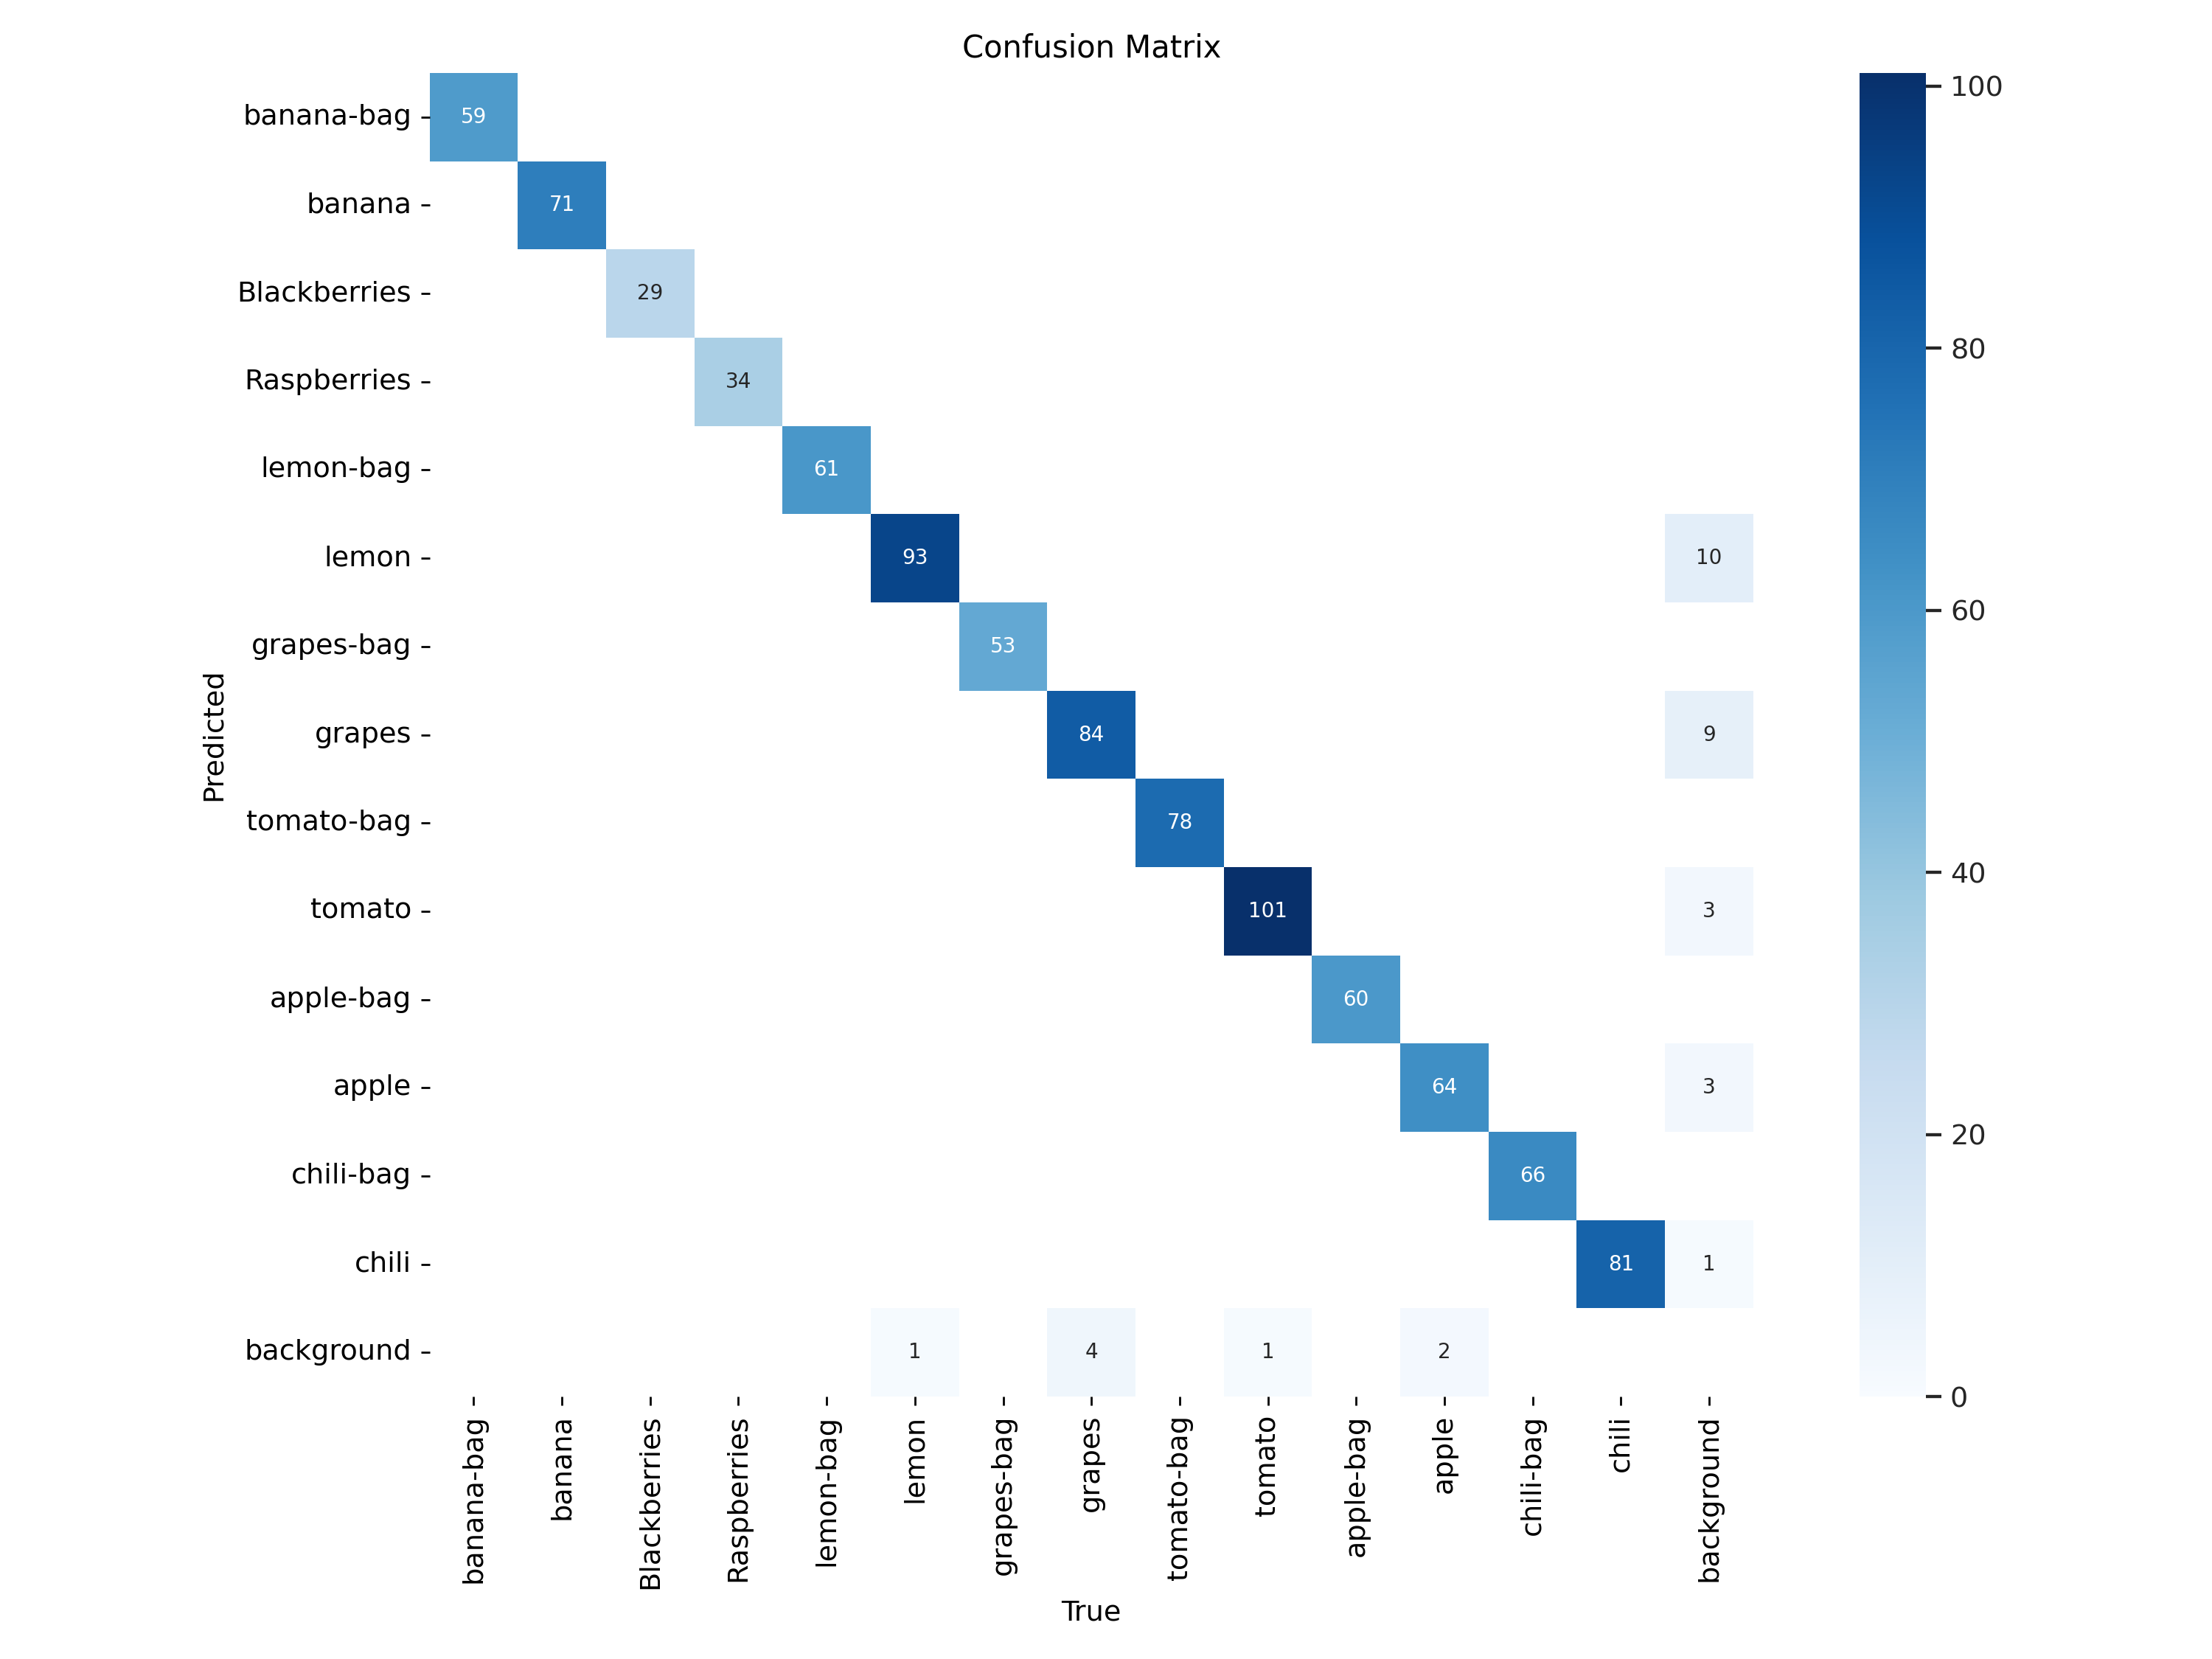 Confusion Matrix
banana-bag 59
banana 71
Blackberries 29
Raspberries 34
lemon-bag 61
lemon 93 10
grapes-bag 53
grapes 84 9
tomato-bag 78
tomato 101 3
apple-bag 60
apple 64 3
chili-bag 66
chili 81 1
background 1 4 1 2
Predicted
banana-bag banana Blackberries Raspberries lemon-bag lemon grapes-bag grapes tomato-bag tomato apple-bag apple chili-bag chili background
True
100
80
60
40
20
0